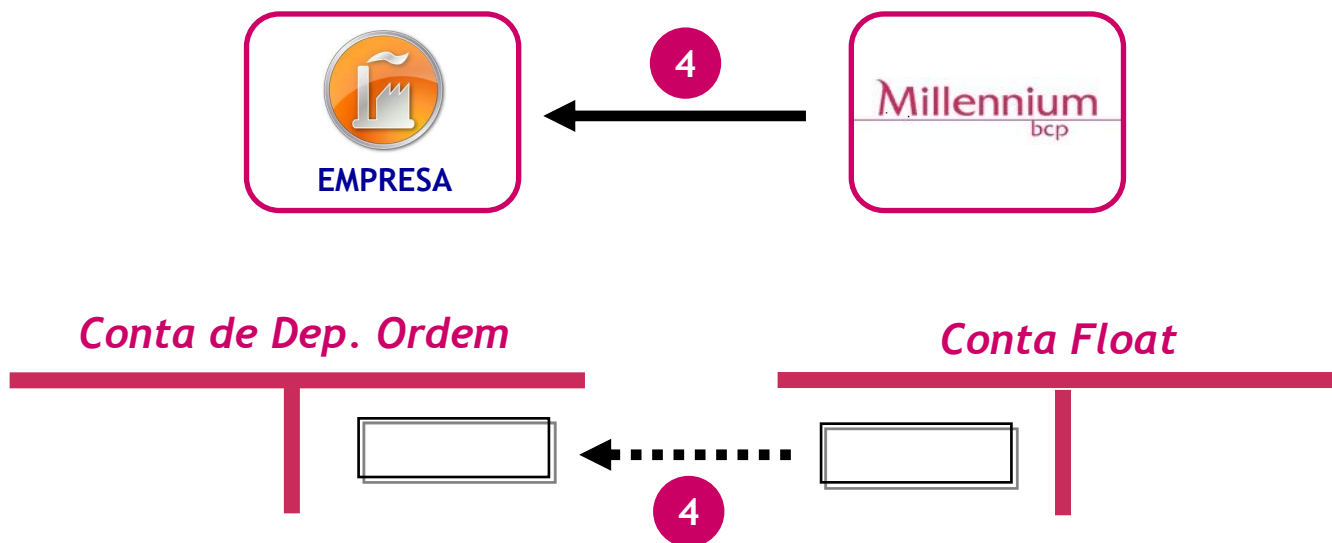 4
Millennium
bcp
EMPRESA
Conta de Dep. Ordem
Conta Float
4